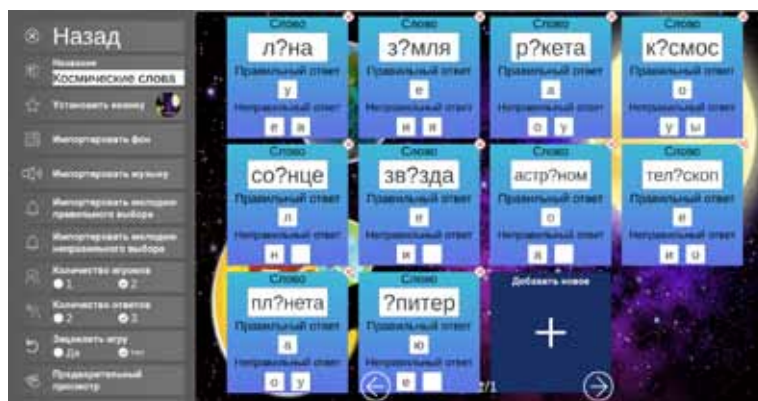 Назад
Название
Космические слова
Установить иконку
Импортировать фон
Импортировать музыку
Импортировать мелодию
правильного выбора
Импортировать мелодию
неправильного выбора
Количество игроков
1 2
Количество ответов
2 3
Зациклить игру
Да Нет
Предварительный
просмотр
Слово
л?на
Правильный ответ
у
Неправильный ответ
е а
Слово
з?мля
Правильный ответ
е
Неправильный ответ
и я
Слово
р?кета
Правильный ответ
а
Неправильный ответ
о у
Слово
к?смос
Правильный ответ
о
Неправильный ответ
у ы
Слово
со?нце
Правильный ответ
л
Неправильный ответ
н
Слово
зв?зда
Правильный ответ
е
Неправильный ответ
и
Слово
астр?ном
Правильный ответ
о
Неправильный ответ
а
Слово
тел?скоп
Правильный ответ
е
Неправильный ответ
и о
Слово
пл?нета
Правильный ответ
а
Неправильный ответ
о у
Слово
?питер
Правильный ответ
ю
Неправильный ответ
е
Добавить новое
/1